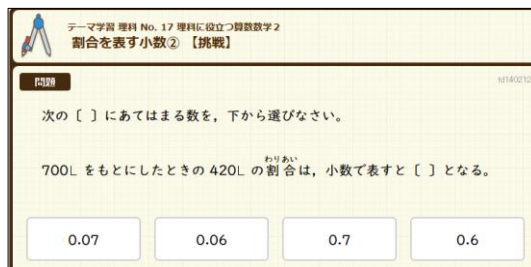 テーマ学習 理科 No. 17 理科に役立つ算数数学2
割合を表す小数② 【挑戦】
問題
td140212
次の〔 〕にあてはまる数を，下から選びなさい。
わりあい
700L をもとにしたときの 420L の割合は，小数で表すと〔 〕となる。
0.07 0.06 0.7 0.6